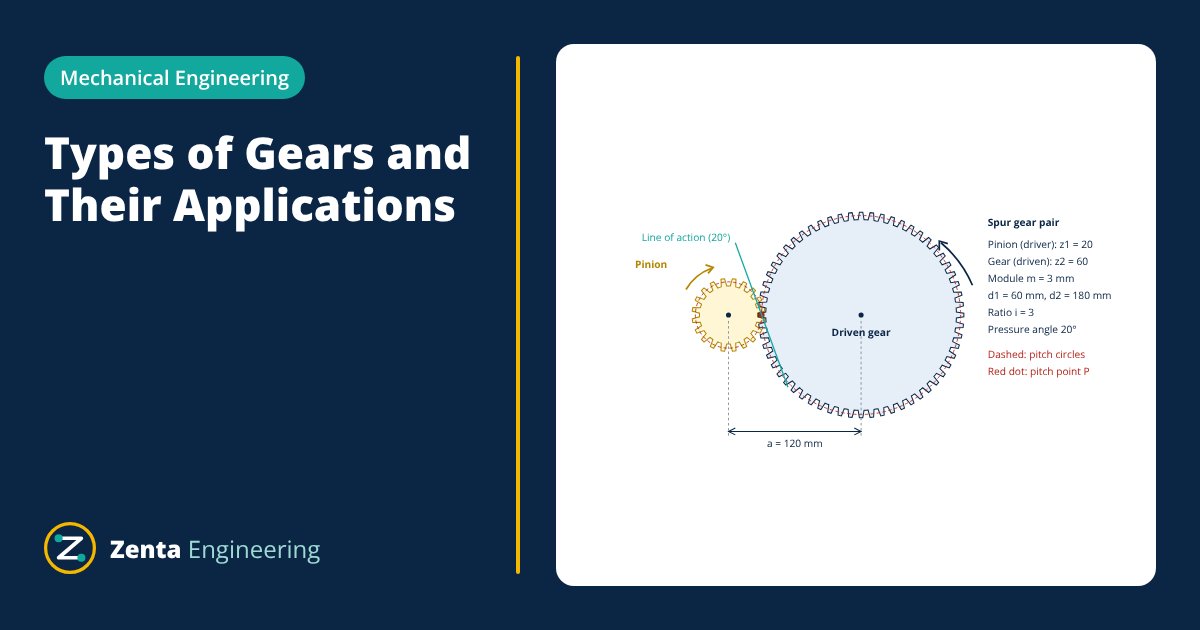 Mechanical Engineering
Types of Gears and
Their Applications
Zenta Engineering
Line of action (20°)
Pinion
Driven gear
a = 120 mm
Spur gear pair
Pinion (driver): z1 = 20
Gear (driven): z2 = 60
Module m = 3 mm
d1 = 60 mm, d2 = 180 mm
Ratio i = 3
Pressure angle 20°
Dashed: pitch circles
Red dot: pitch point P